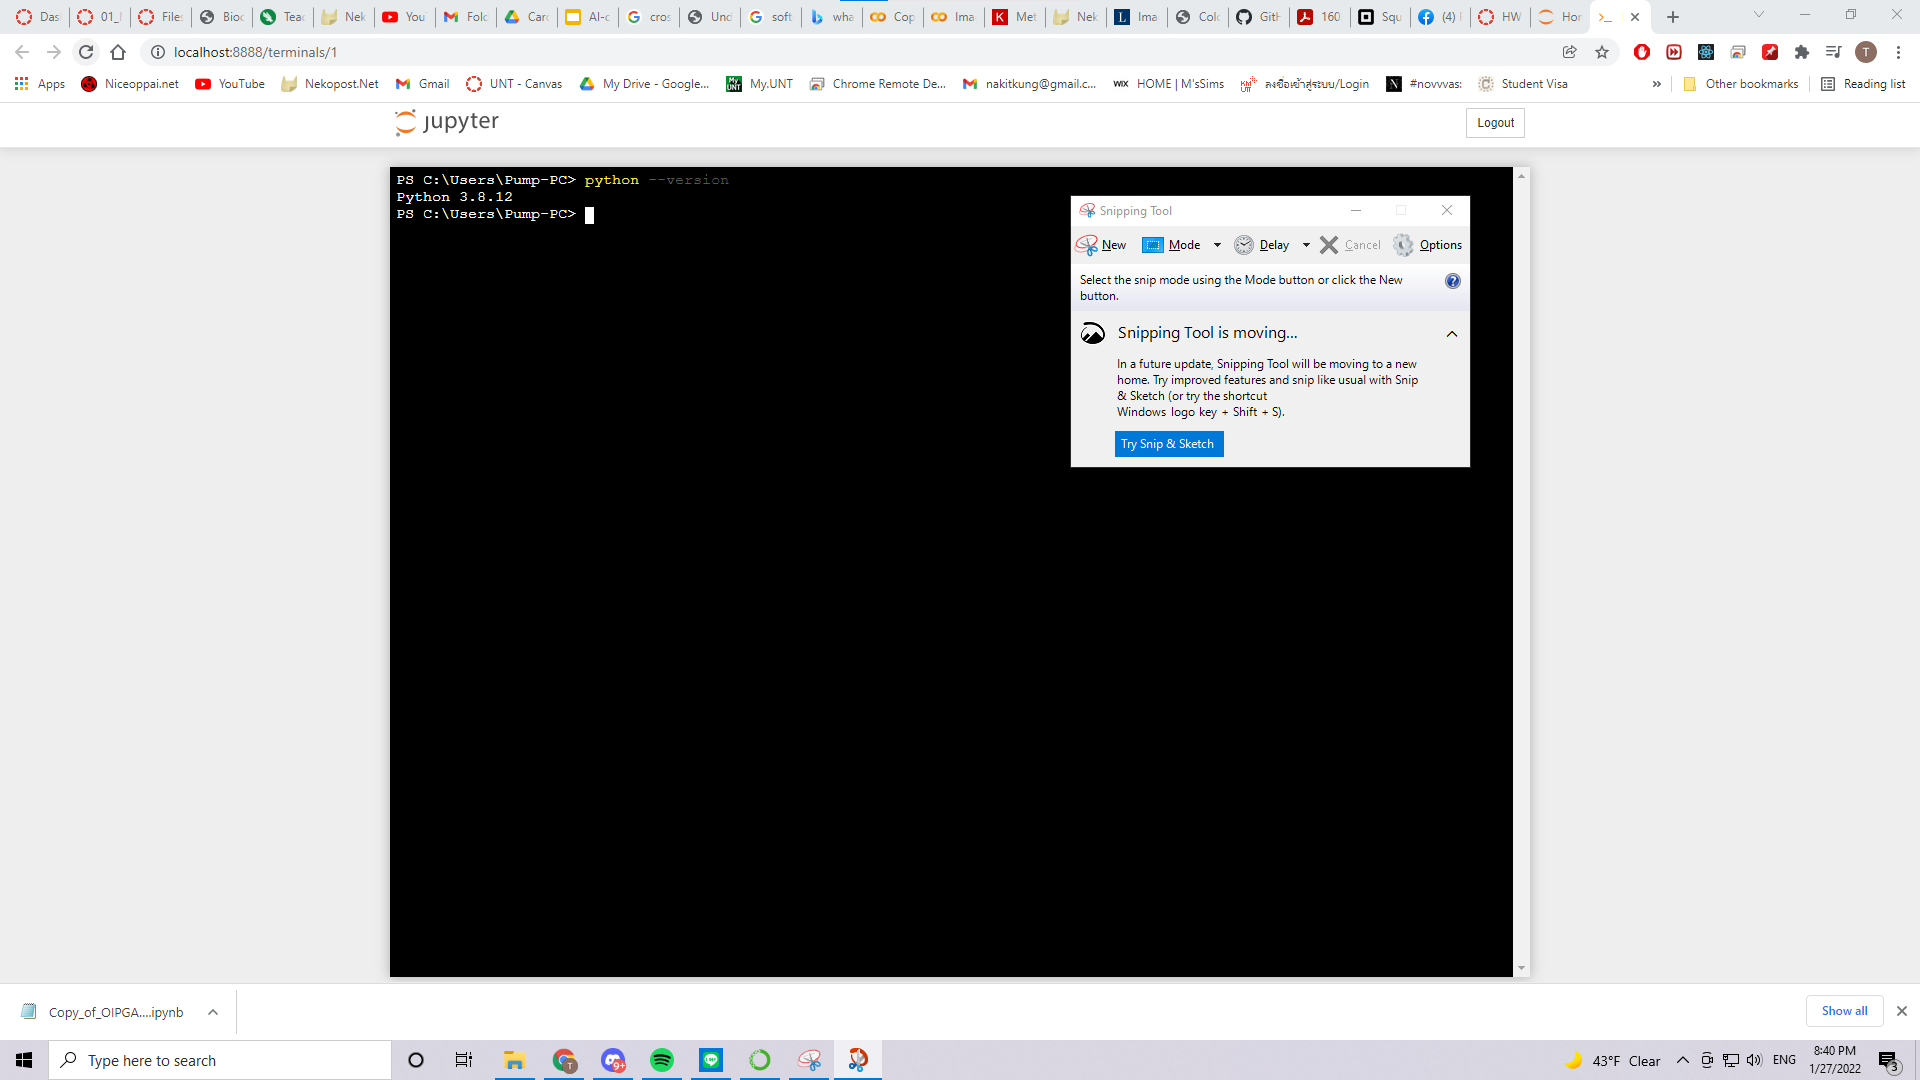 Das
01_I
Files
Bioc
Teac
Nek
You
Folc
Card
AI-c
cros
Und
soft
wha
Cop
Ima
Met
Nek
Ima
Colc
GitH
160
Squ
(4)
HW
Hor
localhost:8888/terminals/1
T
Apps
Niceoppai.net
YouTube
Nekopost.Net
Gmail
UNT - Canvas
My Drive - Google...
My.UNT
Chrome Remote De...
nakitkung@gmail.c...
WIX HOME | M'sSims
ลงชื่อเข้าสู่ระบบ/Login
N #novvas:
Student Visa
»
Other bookmarks
Reading list
jupyter
Logout
PS C:\Users\Pump-PC> python --version
Python 3.8.12
PS C:\Users\Pump-PC>
Snipping Tool
New
Mode
Delay
Cancel
Options
Select the snip mode using the Mode button or click the New
button.
Snipping Tool is moving...
In a future update, Snipping Tool will be moving to a new
home. Try improved features and snip like usual with Snip
& Sketch (or try the shortcut
Windows logo key + Shift + S).
Try Snip & Sketch
Copy_of_OIPGA....ipynb
Show all
Type here to search
9+
43°F Clear
ENG
8:40 PM
1/27/2022
3